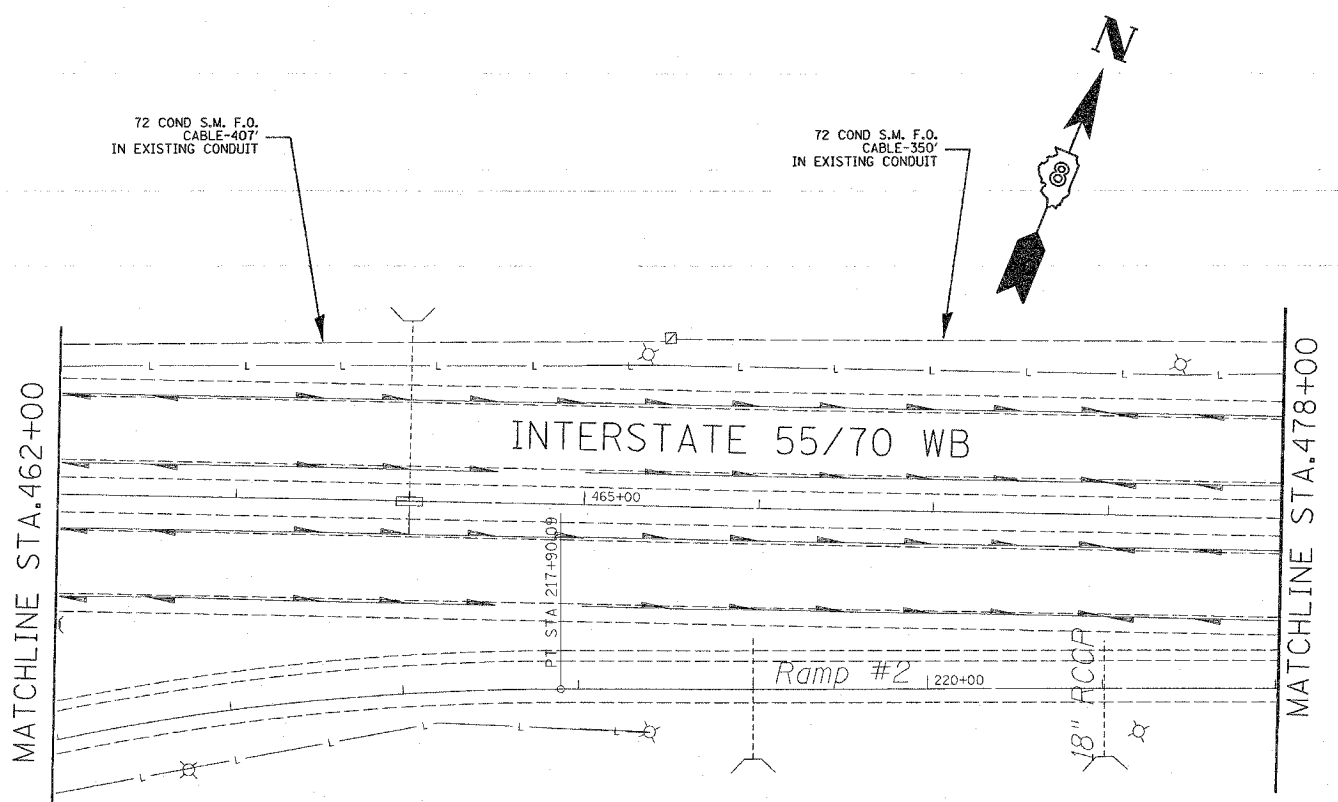 N
8
72 COND S.M. F.O.
CABLE-407'
IN EXISTING CONDUIT
72 COND S.M. F.O.
CABLE-350'
IN EXISTING CONDUIT
MATCHLINE STA.462+00
L L L L L L L L L L L L
INTERSTATE 55/70 WB
465+00
PT STA 217+90.09
Ramp #2
220+00
18" RCCP
L L L L L L
MATCHLINE STA.478+00